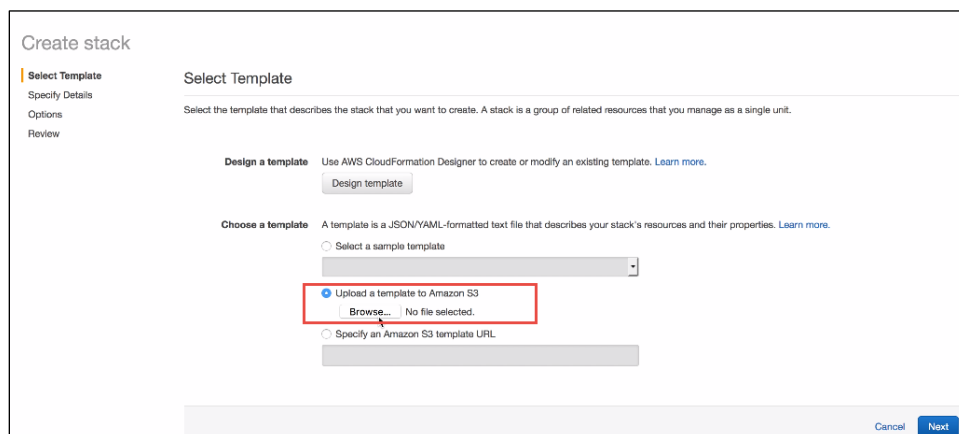 Create stack
Select Template
Specify Details
Options
Review
Select Template
Select the template that describes the stack that you want to create. A stack is a group of related resources that you manage as a single unit.
Design a template Use AWS CloudFormation Designer to create or modify an existing template. Learn more.
Design template
Choose a template A template is a JSON/YAML-formatted text file that describes your stack's resources and their properties. Learn more.
Select a sample template
Upload a template to Amazon S3
Browse... No file selected.
Specify an Amazon S3 template URL
Cancel Next